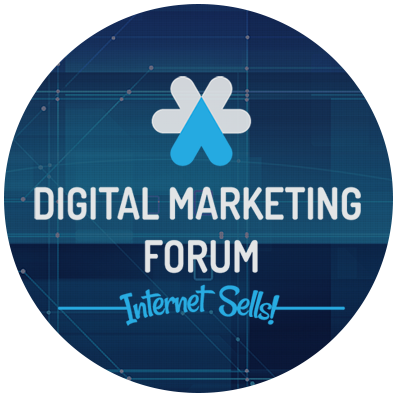 DIGITAL MARKETING
FORUM
Internet Sells!